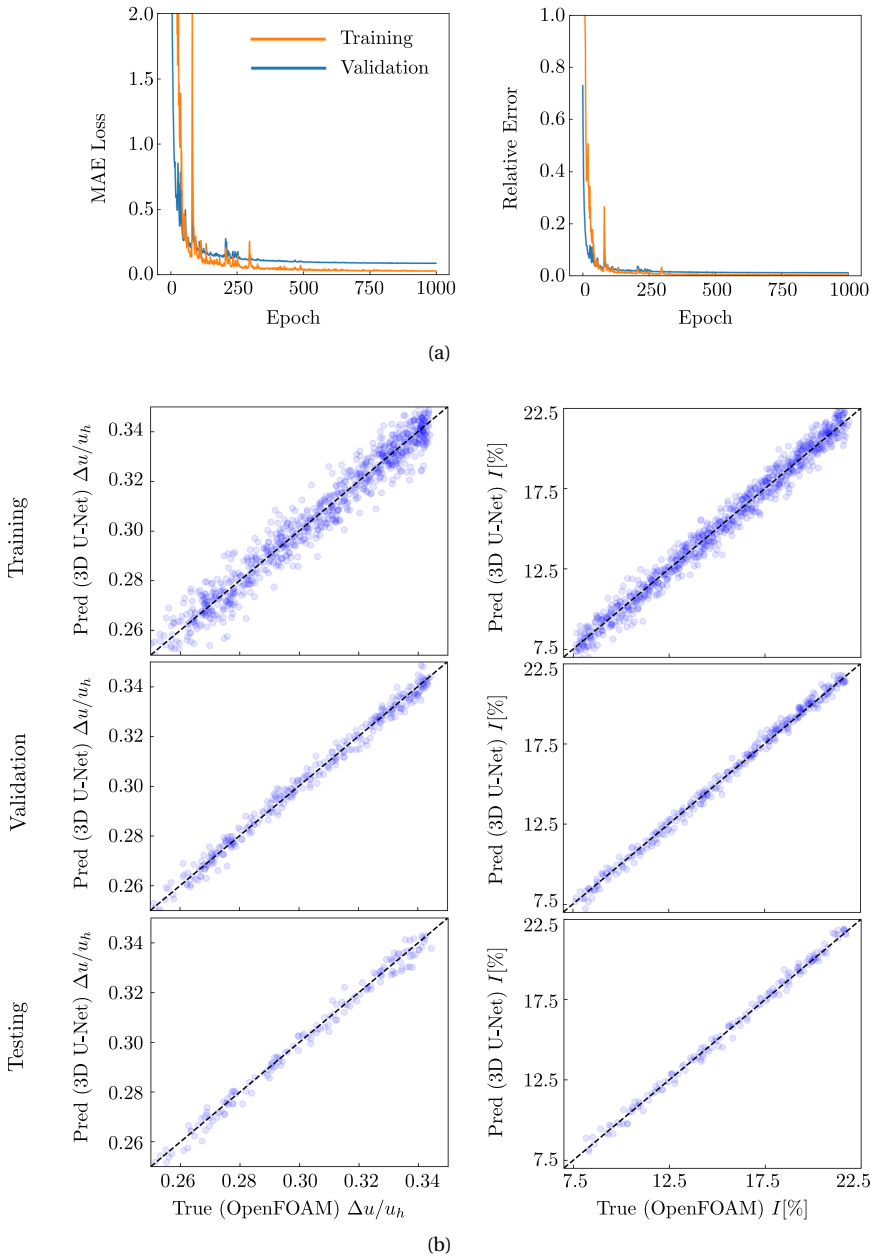 2.0
1.5
1.0
0.5
0.0
MAE Loss
Training
Validation
0
250
500
750
1000
Epoch
1.0
0.8
0.6
0.4
0.2
0.0
Relative Error
0
250
500
750
1000
Epoch
(a)
Training
Pred (3D U-Net) Δu/u_h
0.34
0.32
0.30
0.28
0.26
Pred (3D U-Net) I[%]
22.5
17.5
12.5
7.5
Validation
Pred (3D U-Net) Δu/u_h
0.34
0.32
0.30
0.28
0.26
Pred (3D U-Net) I[%]
22.5
17.5
12.5
7.5
Testing
Pred (3D U-Net) Δu/u_h
0.34
0.32
0.30
0.28
0.26
0.26 0.28 0.30 0.32 0.34
True (OpenFOAM) Δu/u_h
Pred (3D U-Net) I[%]
22.5
17.5
12.5
7.5
7.5 12.5 17.5 22.5
True (OpenFOAM) I[%]
(b)